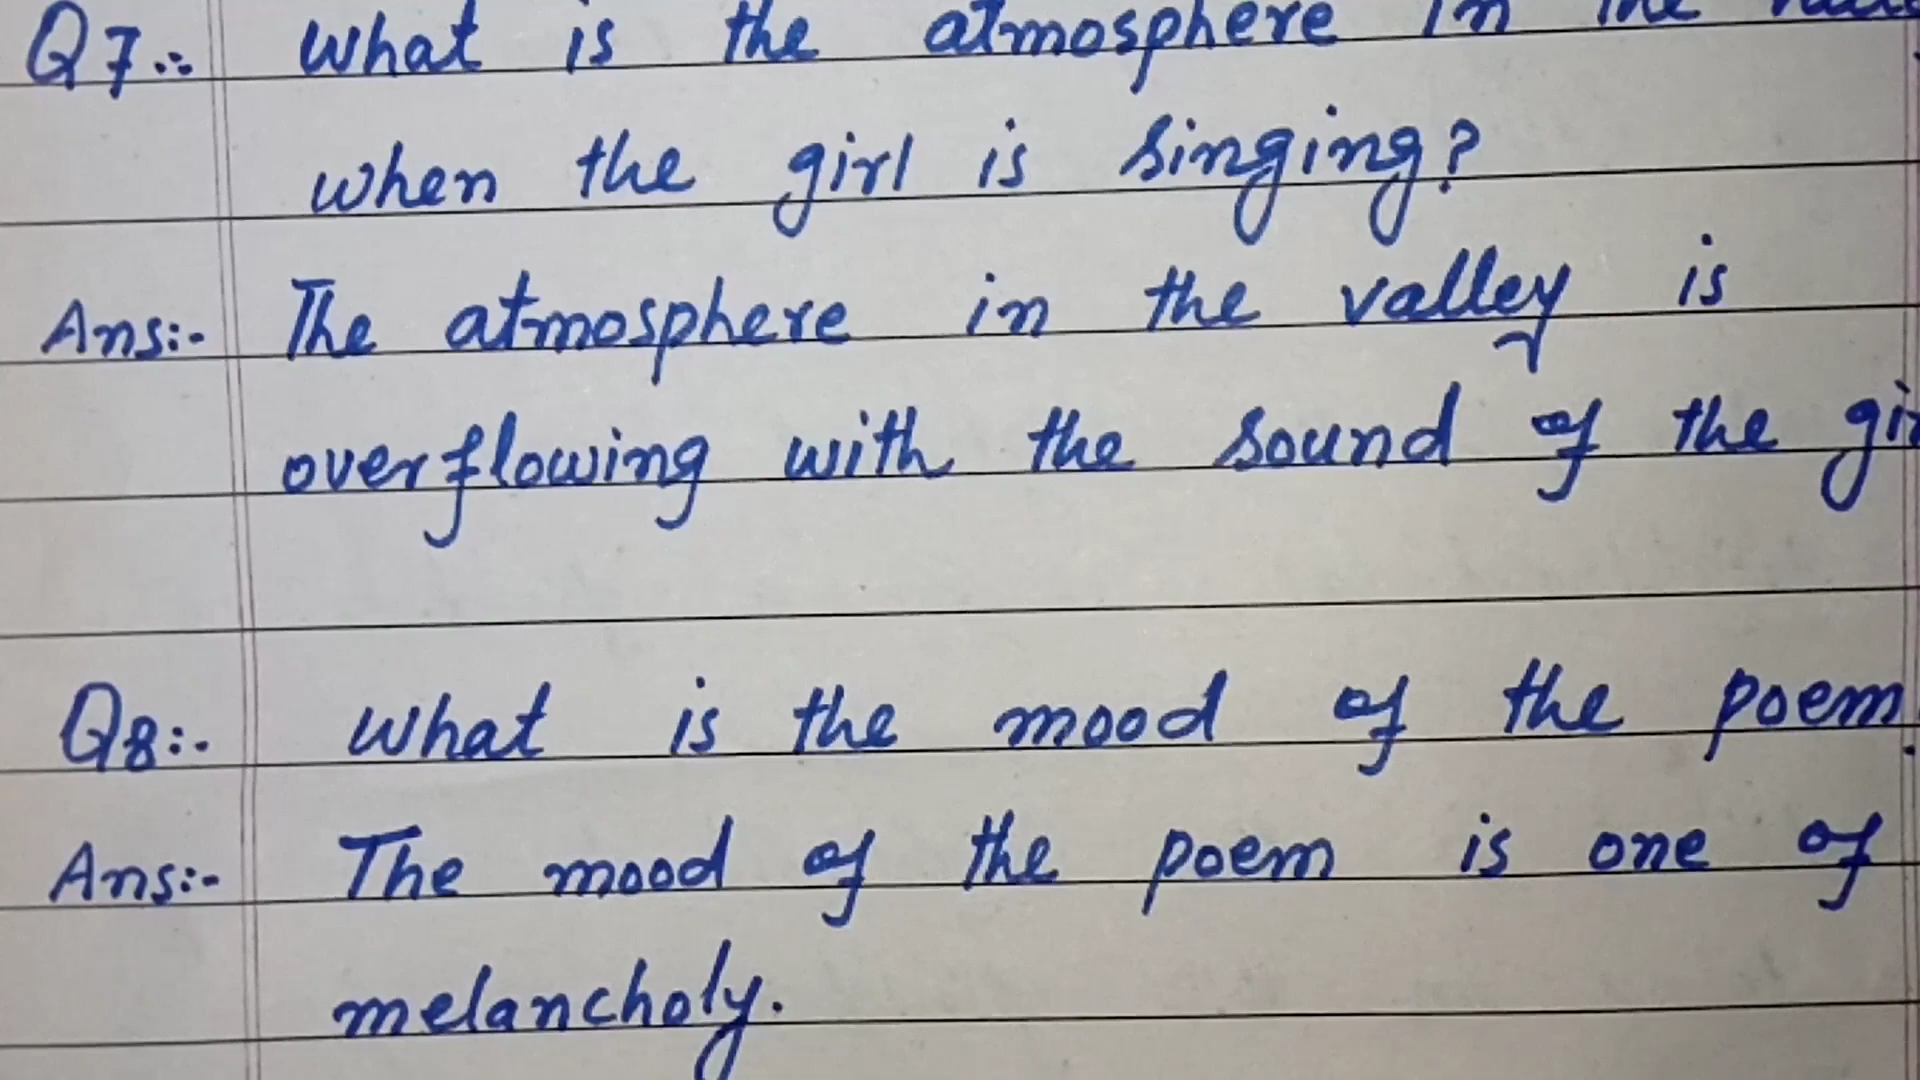 Q7:- What is the atmosphere in the
when the girl is singing?
Ans:- The atmosphere in the valley is
overflowing with the sound of the
Q8:- What is the mood of the poem
Ans:- The mood of the poem is one of
melancholy.